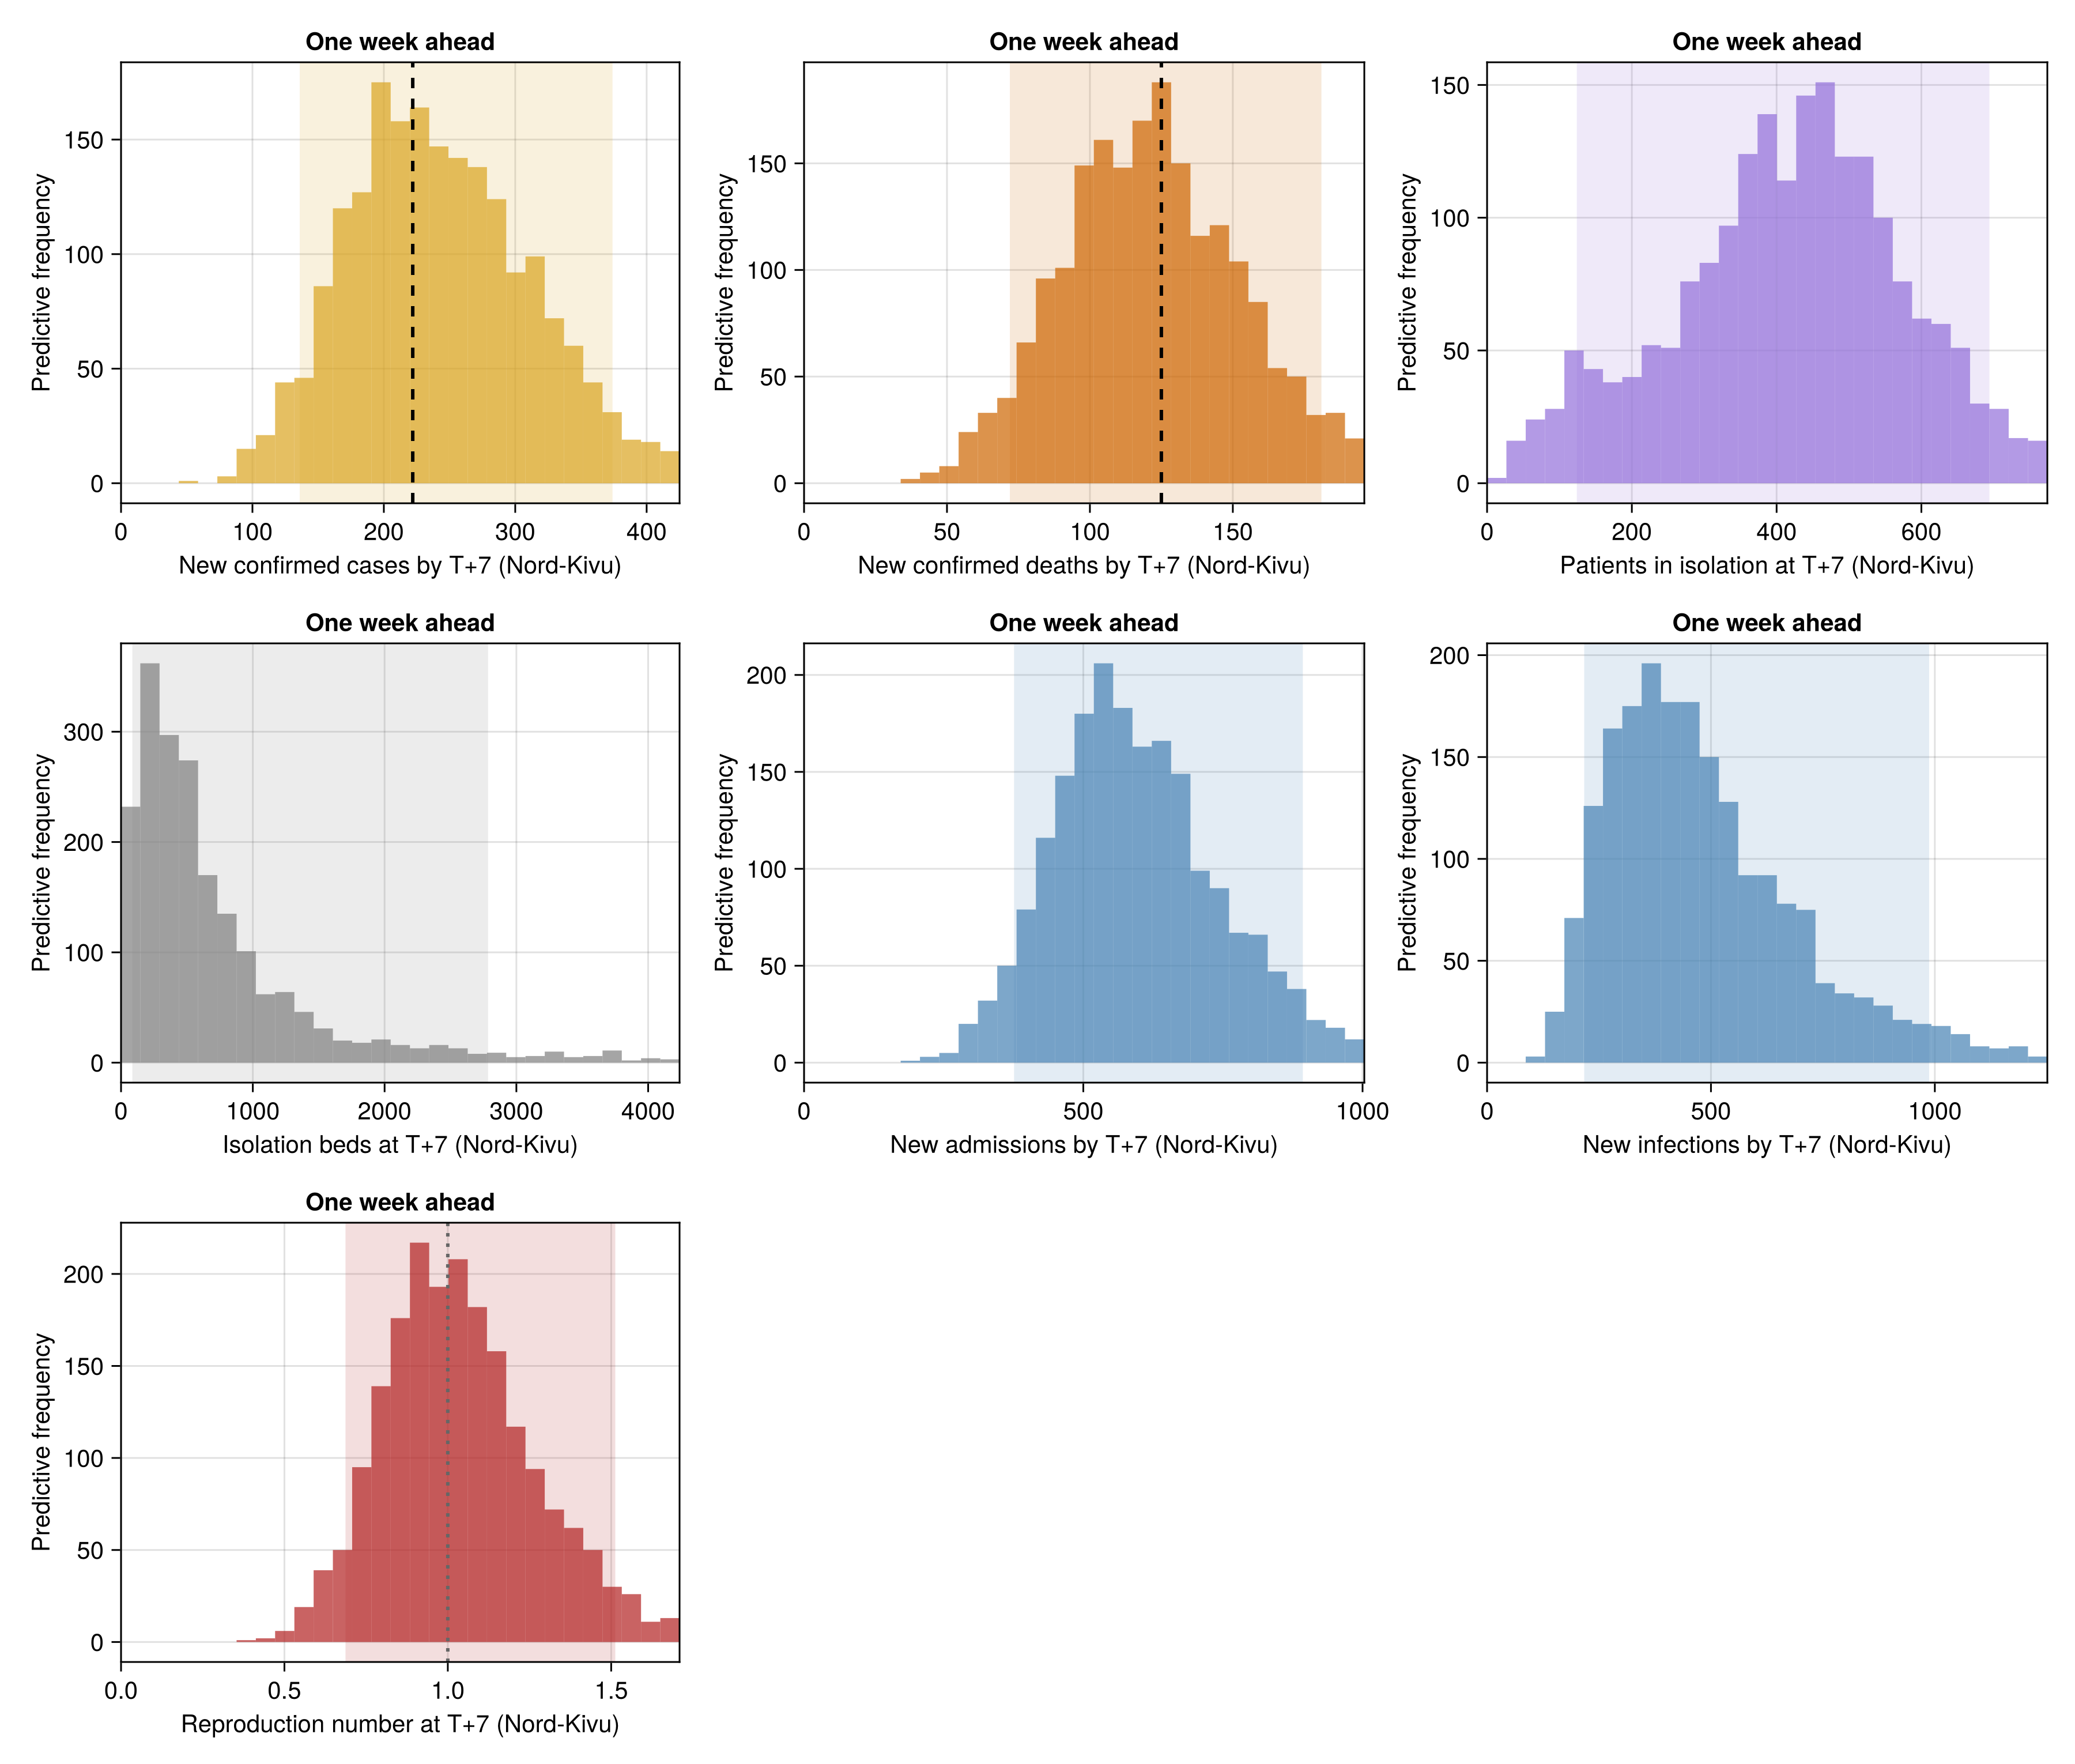 One week ahead
One week ahead
One week ahead
Predictive frequency
150
100
50
0
0
100
200
300
400
New confirmed cases by T+7 (Nord-Kivu)
Predictive frequency
150
100
50
0
0
50
100
150
New confirmed deaths by T+7 (Nord-Kivu)
Predictive frequency
150
100
50
0
0
200
400
600
Patients in isolation at T+7 (Nord-Kivu)
One week ahead
One week ahead
One week ahead
Predictive frequency
300
200
100
0
0
1000
2000
3000
4000
Isolation beds at T+7 (Nord-Kivu)
Predictive frequency
200
150
100
50
0
0
500
1000
New admissions by T+7 (Nord-Kivu)
Predictive frequency
200
150
100
50
0
0
500
1000
New infections by T+7 (Nord-Kivu)
One week ahead
Predictive frequency
200
150
100
50
0
0.0
0.5
1.0
1.5
Reproduction number at T+7 (Nord-Kivu)